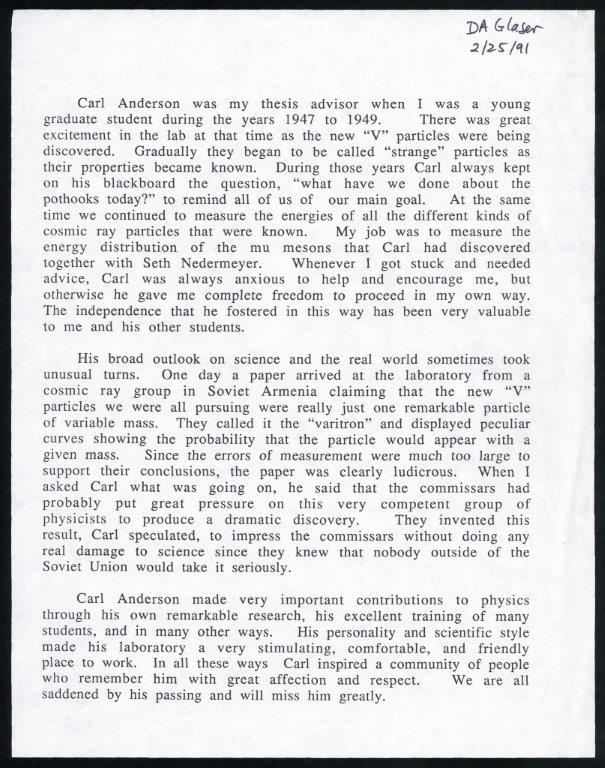 DA Glaser
2/25/91
Carl Anderson was my thesis advisor when I was a young
graduate student during the years 1947 to 1949. There was great
excitement in the lab at that time as the new “V” particles were being
discovered. Gradually they began to be called “strange” particles as
their properties became known. During those years Carl always kept
on his blackboard the question, “what have we done about the
pothooks today?” to remind all of us of our main goal. At the same
time we continued to measure the energies of all the different kinds of
cosmic ray particles that were known. My job was to measure the
energy distribution of the mu mesons that Carl had discovered
together with Seth Nedermeyer. Whenever I got stuck and needed
advice, Carl was always anxious to help and encourage me, but
otherwise he gave me complete freedom to proceed in my own way.
The independence that he fostered in this way has been very valuable
to me and his other students.
His broad outlook on science and the real world sometimes took
unusual turns. One day a paper arrived at the laboratory from a
cosmic ray group in Soviet Armenia claiming that the new “V”
particles we were all pursuing were really just one remarkable particle
of variable mass. They called it the “varitron” and displayed peculiar
curves showing the probability that the particle would appear with a
given mass. Since the errors of measurement were much too large to
support their conclusions, the paper was clearly ludicrous. When I
asked Carl what was going on, he said that the commissars had
probably put great pressure on this very competent group of
physicists to produce a dramatic discovery. They invented this
result, Carl speculated, to impress the commissars without doing any
real damage to science since they knew that nobody outside of the
Soviet Union would take it seriously.
Carl Anderson made very important contributions to physics
through his own remarkable research, his excellent training of many
students, and in many other ways. His personality and scientific style
made his laboratory a very stimulating, comfortable, and friendly
place to work. In all these ways Carl inspired a community of people
who remember him with great affection and respect. We are all
saddened by his passing and will miss him greatly.